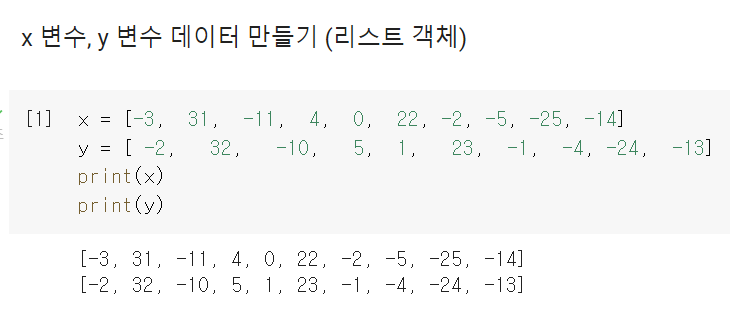 x 변수, y 변수 데이터 만들기 (리스트 객체)
[1] x = [-3, 31, -11, 4, 0, 22, -2, -5, -25, -14]
y = [ -2, 32, -10, 5, 1, 23, -1, -4, -24, -13]
print(x)
print(y)
[-3, 31, -11, 4, 0, 22, -2, -5, -25, -14]
[-2, 32, -10, 5, 1, 23, -1, -4, -24, -13]